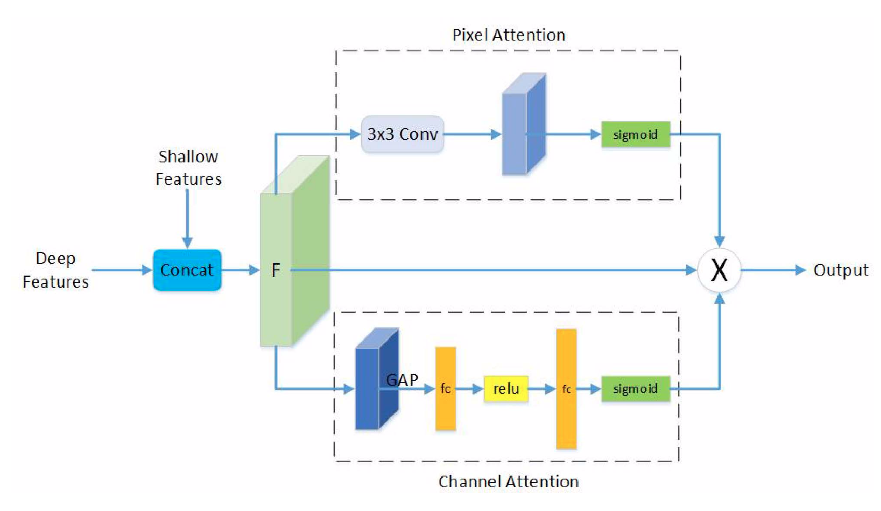 Pixel Attention
3x3 Conv
sigmoid
Shallow
Features
Deep
Features
Concat
F
X
Output
GAP
fc
relu
fc
sigmoid
Channel Attention